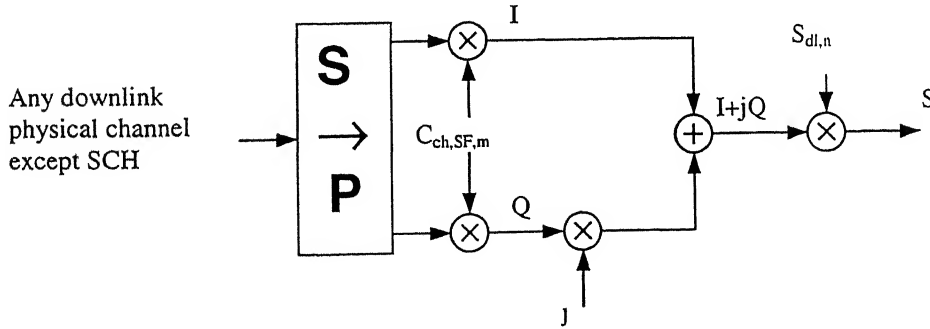 I
S_dl,n
S
Any downlink
physical channel
except SCH
S
→
P
C_ch,SF,m
I+jQ
S
Q
J